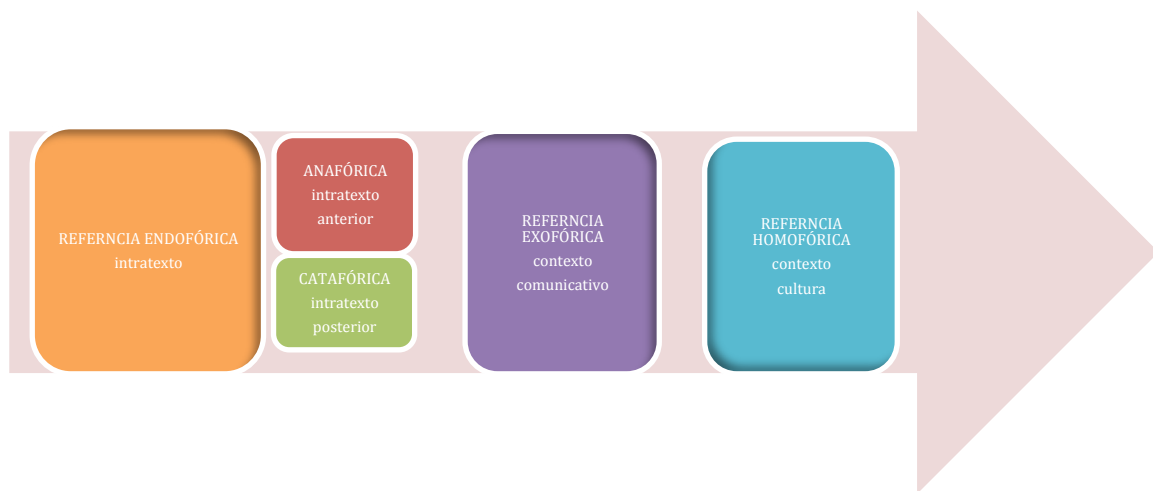 REFERNCIA ENDOFÓRICA
intratexto
ANAFÓRICA
intratexto
anterior
CATAFÓRICA
intratexto
posterior
REFERNCIA
EXOFÓRICA
contexto
comunicativo
REFERNCIA
HOMOFÓRICA
contexto
cultura